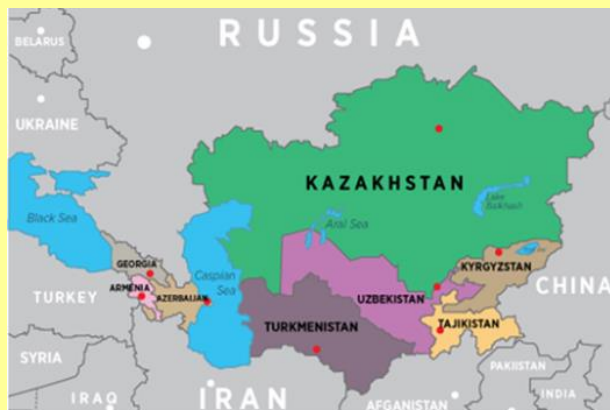 RUSSIA
BELARUS
UKRAINE
KAZAKHSTAN
Lake
Balkhash
Black Sea
Aral Sea
GEORGIA
Caspian
Sea
KYRGYZSTAN
ARMENIA
AZERBAIJAN
UZBEKISTAN
CHINA
TURKEY
TURKMENISTAN
TAJIKISTAN
SYRIA
PAKIISTAN
IRAQ
IRAN
AFGANISTAN
INDIA